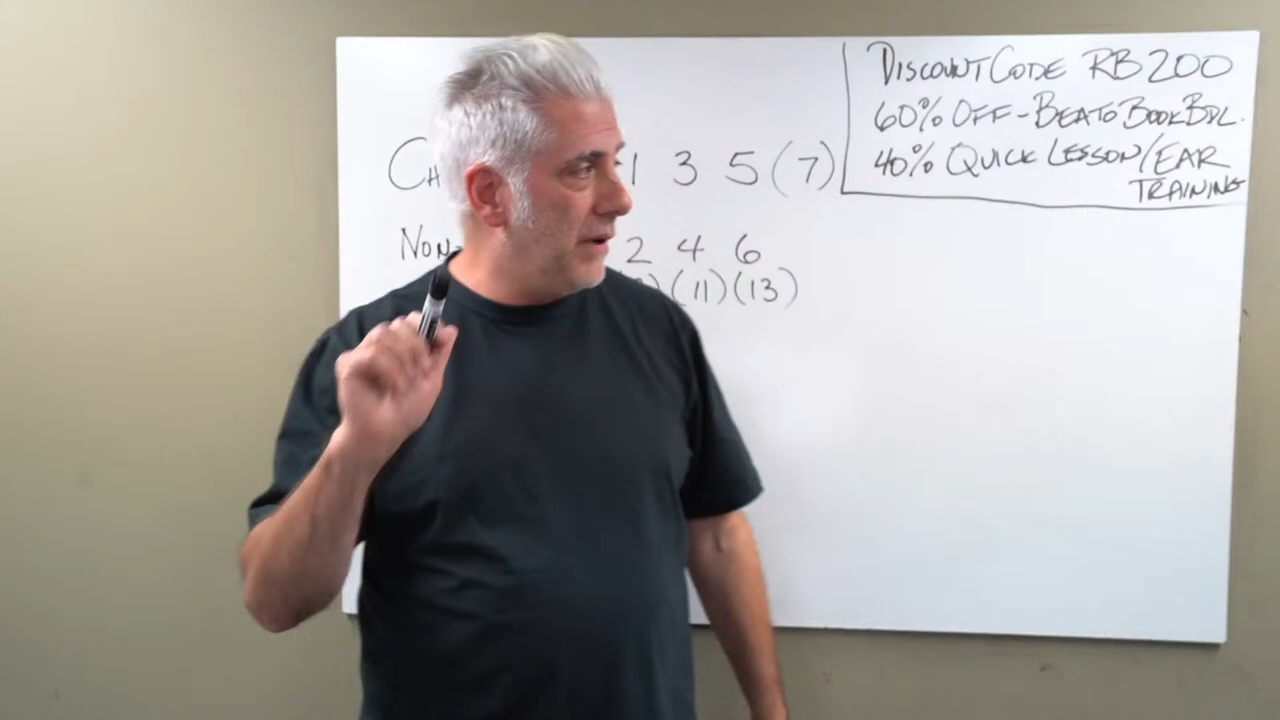 DISCOUNT CODE RB200
60% OFF - BEATO BOOK BDL.
40% QUICK LESSON/EAR
TRAINING
1 3 5 (7)
NON-
2 4 6
(11) (13)